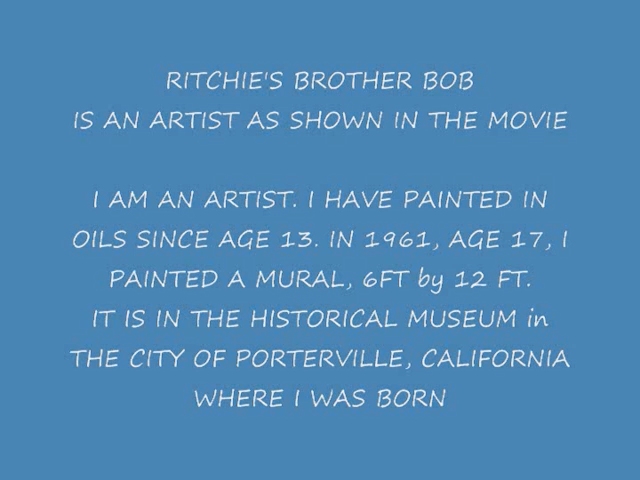 RITCHIE'S BROTHER BOB
IS AN ARTIST AS SHOWN IN THE MOVIE
I AM AN ARTIST. I HAVE PAINTED IN
OILS SINCE AGE 13. IN 1961, AGE 17, I
PAINTED A MURAL, 6FT by 12 FT.
IT IS IN THE HISTORICAL MUSEUM in
THE CITY OF PORTERVILLE, CALIFORNIA
WHERE I WAS BORN